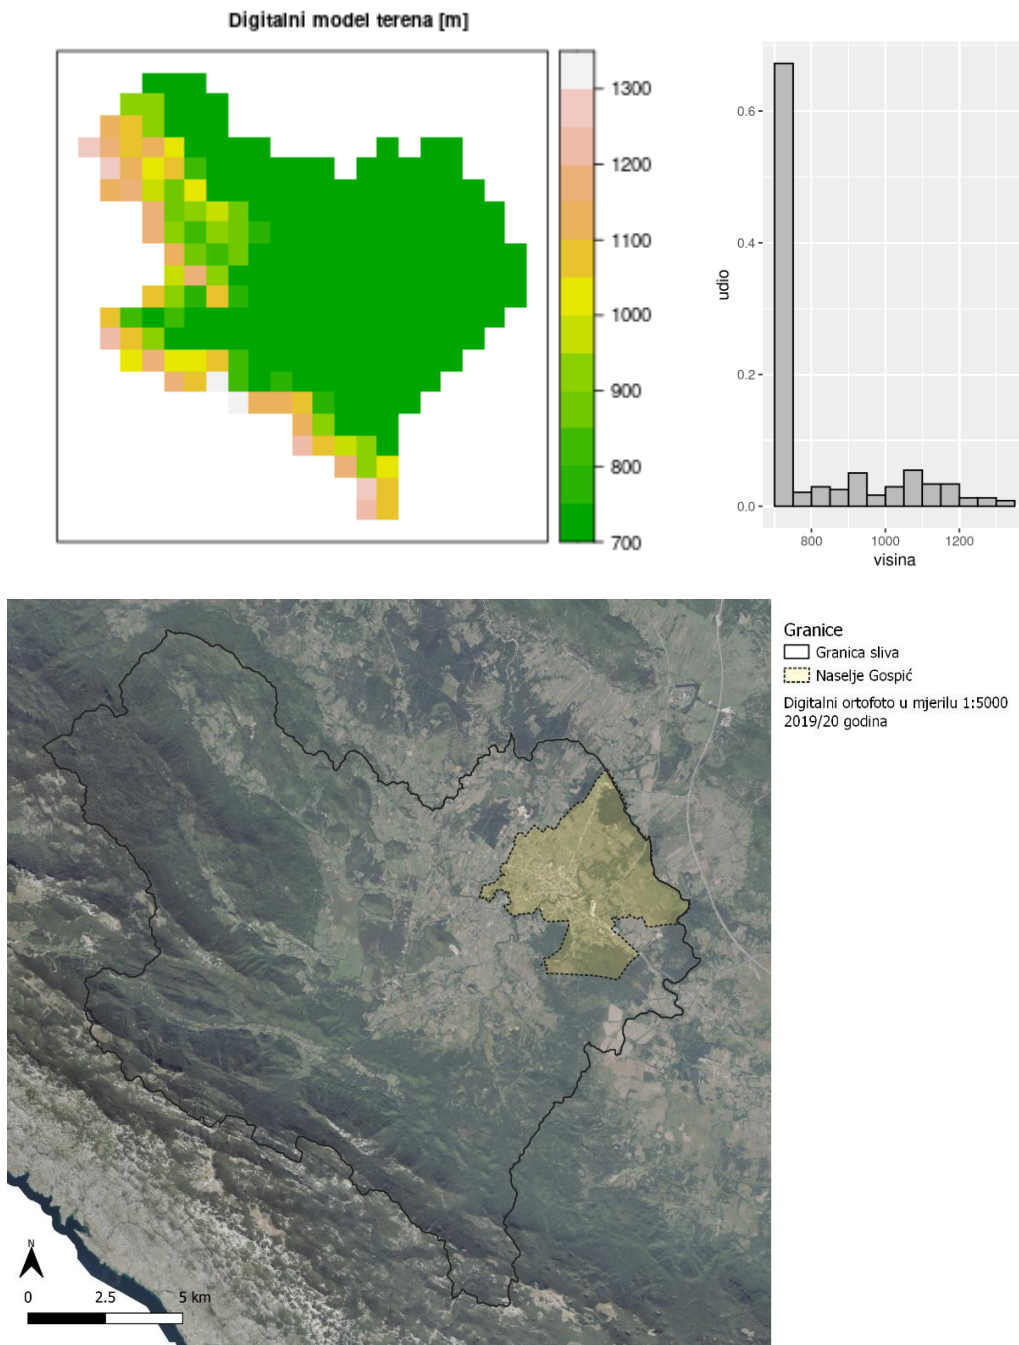 Digitalni model terena [m]
1300
1200
1100
1000
900
800
700
0.6
0.4
0.2
0.0
udio
800 1000 1200
visina
Granice
Granica sliva
Naselje Gospić
Digitalni ortofoto u mjerilu 1:5000
2019/20 godina
N
0 2.5 5 km